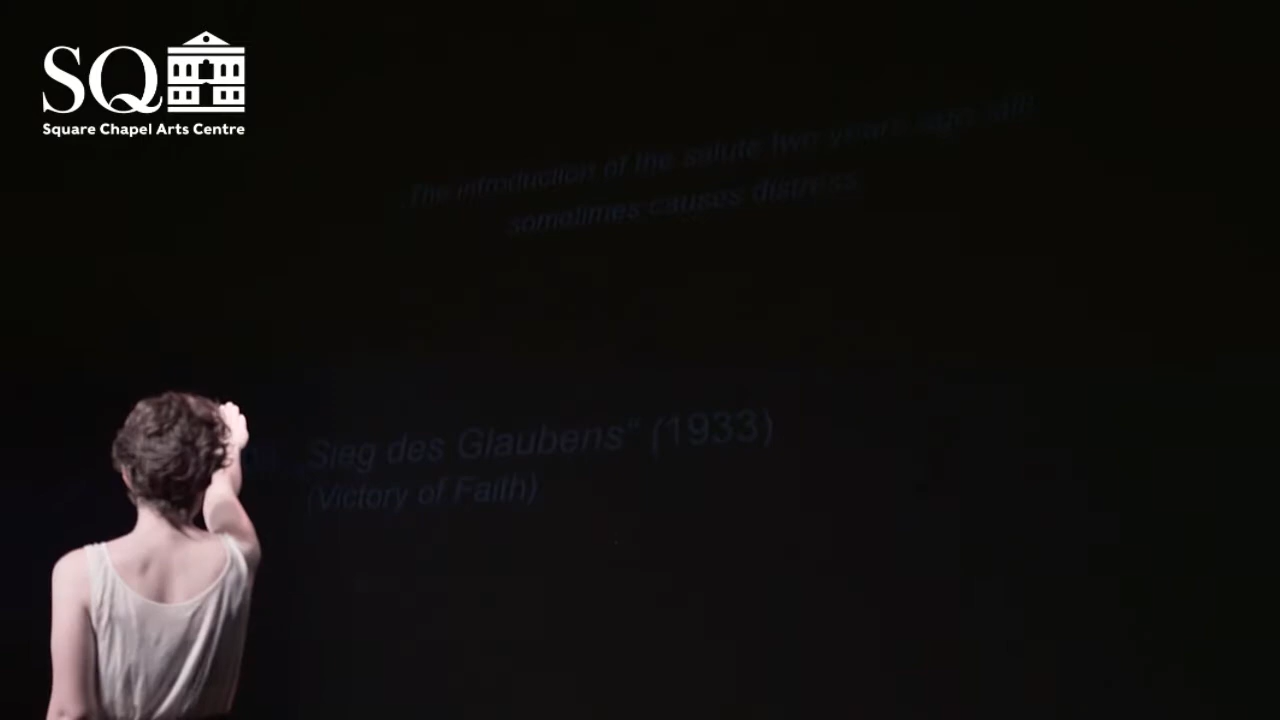 SQ
Square Chapel Arts Centre
.The introduction of the salute two years ago still
sometimes causes distress
„Sieg des Glaubens“ (1933)
(Victory of Faith)